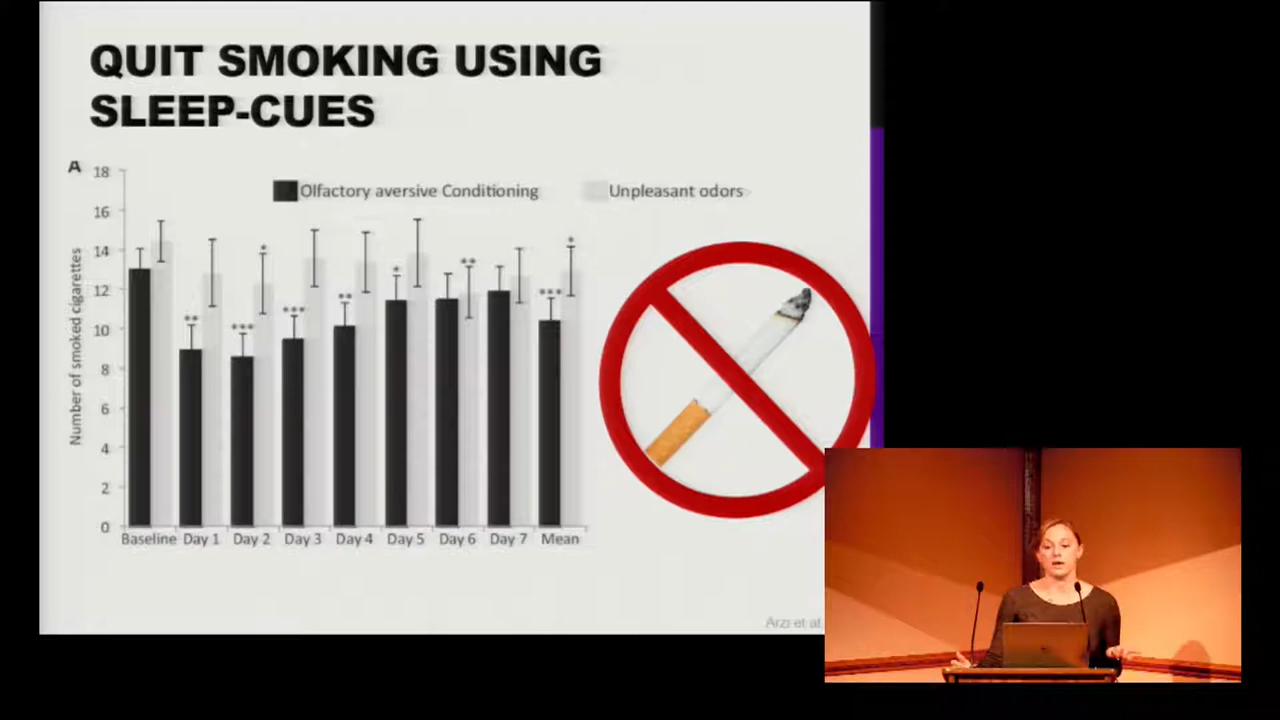 QUIT SMOKING USING
SLEEP-CUES
A
Olfactory aversive Conditioning
Unpleasant odors
Number of smoked cigarettes
18
16
14
12
10
8
6
4
2
0
** *** *** ** * ***
* ** *
Baseline Day 1 Day 2 Day 3 Day 4 Day 5 Day 6 Day 7 Mean
Arzi et al.